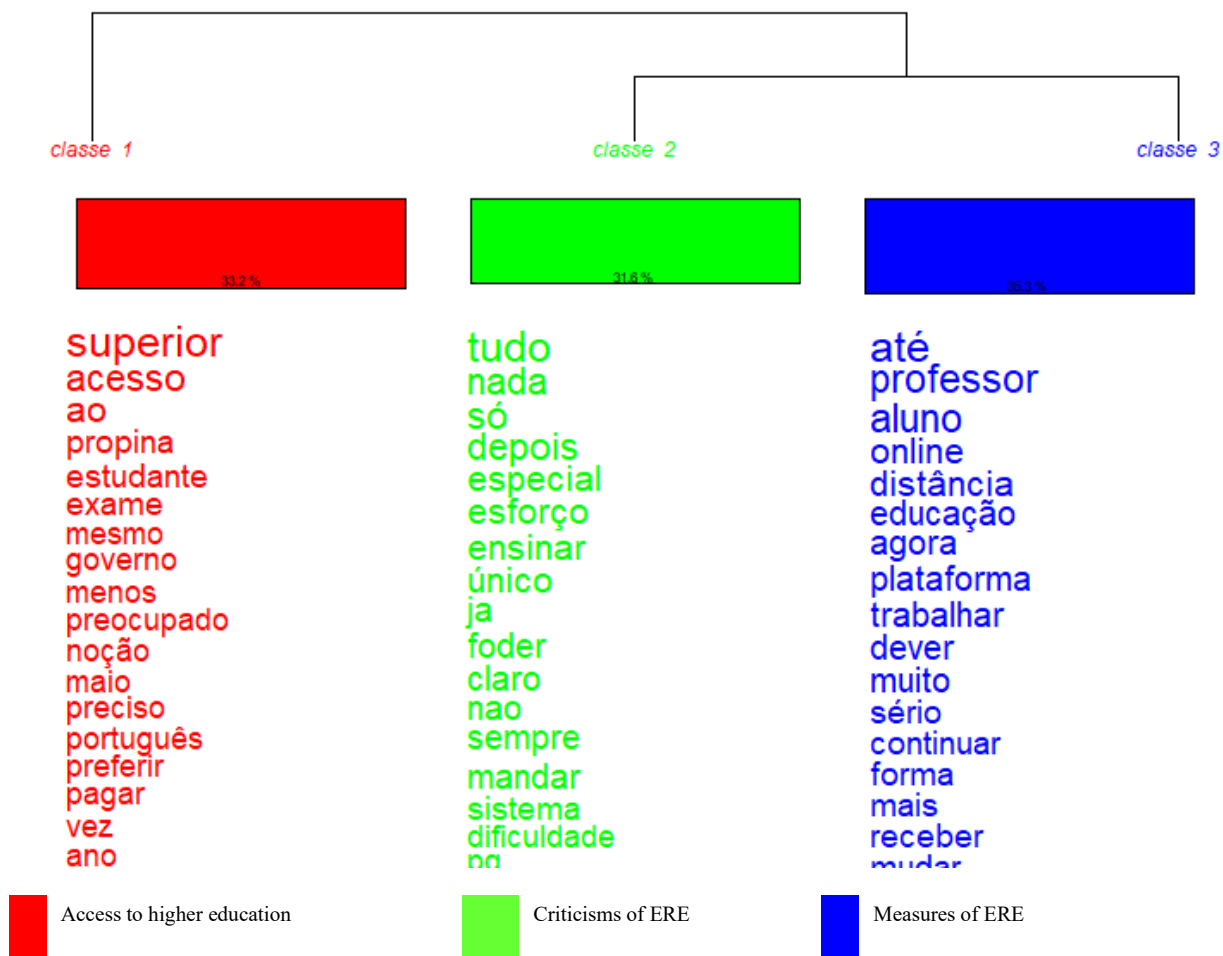 classe 1
classe 2
classe 3
33.2 %
31.6 %
35.3 %
superior
acesso
ao
propina
estudante
exame
mesmo
governo
menos
preocupado
noção
maio
preciso
português
preferir
pagar
vez
ano
tudo
nada
só
depois
especial
esforço
ensinar
único
ja
foder
claro
nao
sempre
mandar
sistema
dificuldade
até
professor
aluno
online
distância
educação
agora
plataforma
trabalhar
dever
muito
sério
continuar
forma
mais
receber
mudar
Access to higher education
Criticisms of ERE
Measures of ERE